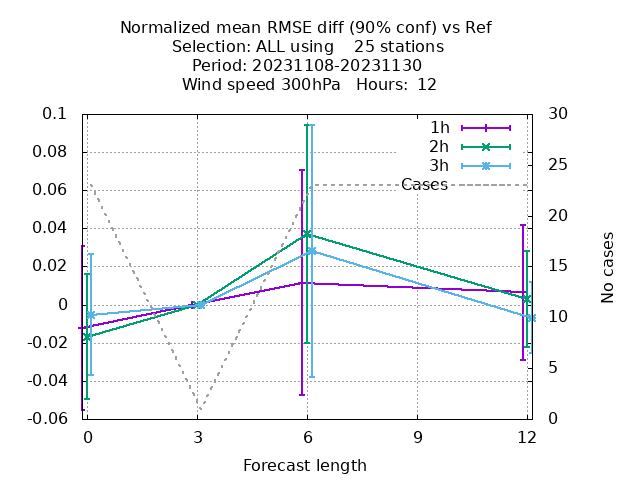 Normalized mean RMSE diff (90% conf) vs Ref
Selection: ALL using    25 stations
Period: 20231108-20231130
Wind speed 300hPa   Hours:  12
0.1
0.08
0.06
0.04
0.02
0
-0.02
-0.04
-0.06
30
25
20
15
10
5
0
1h
2h
3h
Cases
No cases
0
3
6
9
12
Forecast length